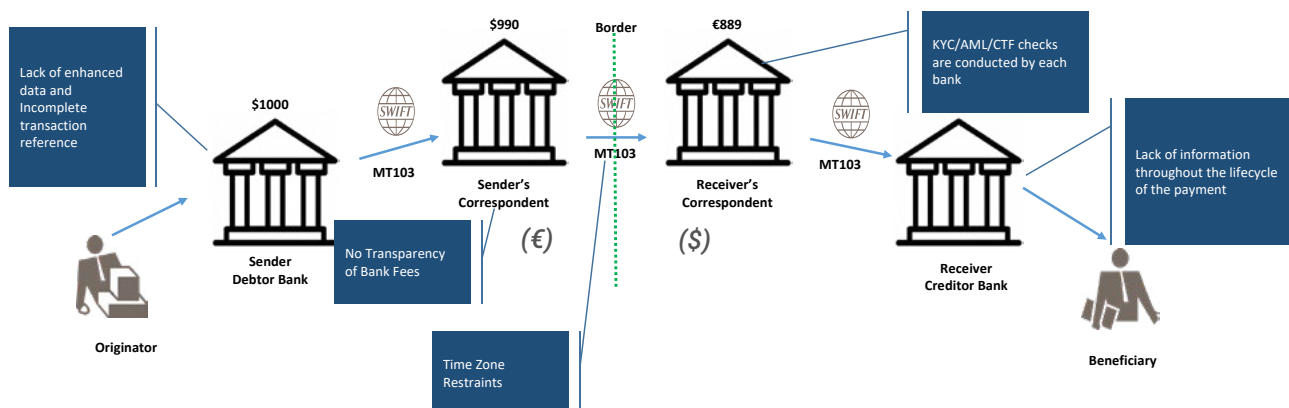 Lack of enhanced
data and
Incomplete
transaction
reference
$1000
$990
Border
€889
KYC/AML/CTF checks
are conducted by each
bank
SWIFT
SWIFT
SWIFT
MT103
MT103
MT103
Sender
Debtor Bank
Sender's
Correspondent
(€)
Receiver's
Correspondent
($)
Receiver
Creditor Bank
Lack of information
throughout the lifecycle
of the payment
No Transparency
of Bank Fees
Time Zone
Restraints
Originator
Beneficiary